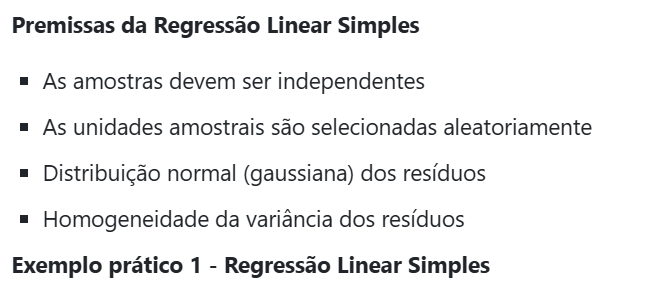 Premissas da Regressão Linear Simples
▪ As amostras devem ser independentes
▪ As unidades amostrais são selecionadas aleatoriamente
▪ Distribuição normal (gaussiana) dos resíduos
▪ Homogeneidade da variância dos resíduos
Exemplo prático 1 - Regressão Linear Simples